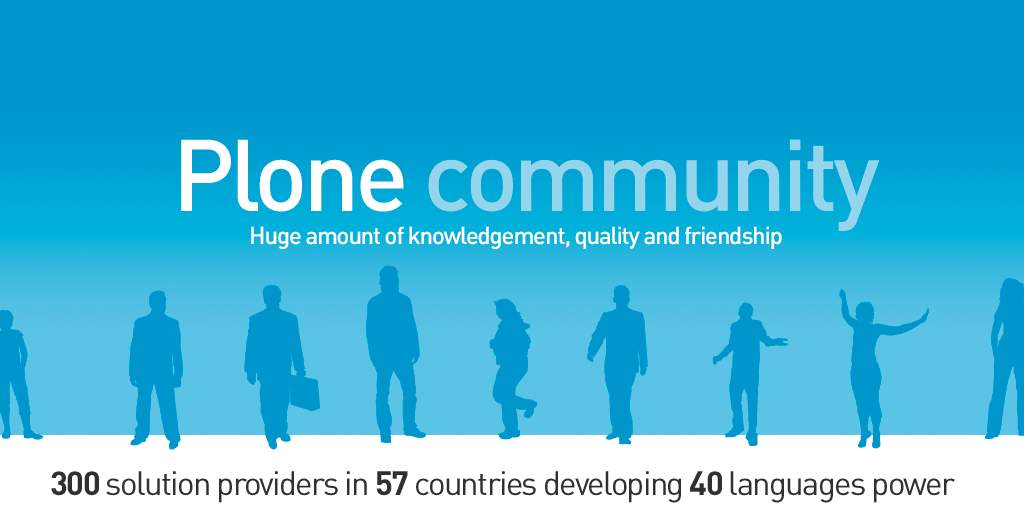 Plone community
Huge amount of knowledgement, quality and friendship
300 solution providers in 57 countries developing 40 languages power